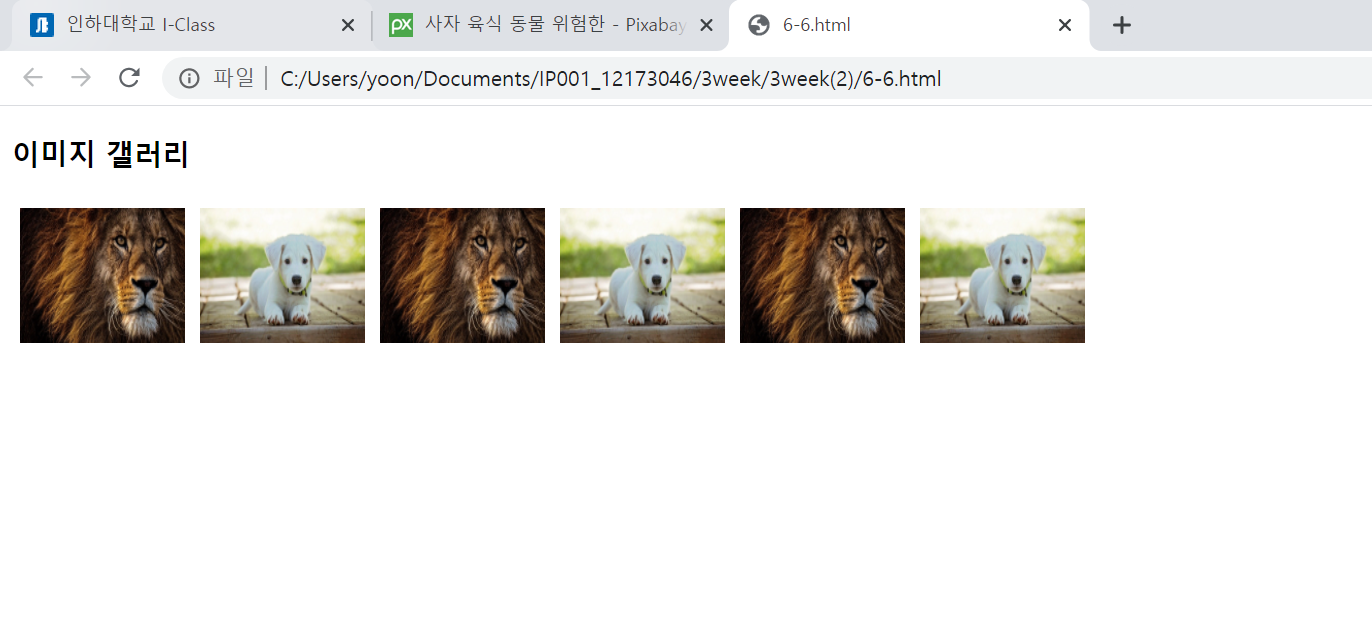 인하대학교 I-Class
사자 육식 동물 위험한 - Pixabay
6-6.html
파일 C:/Users/yoon/Documents/IP001_12173046/3week/3week(2)/6-6.html
이미지 갤러리
px